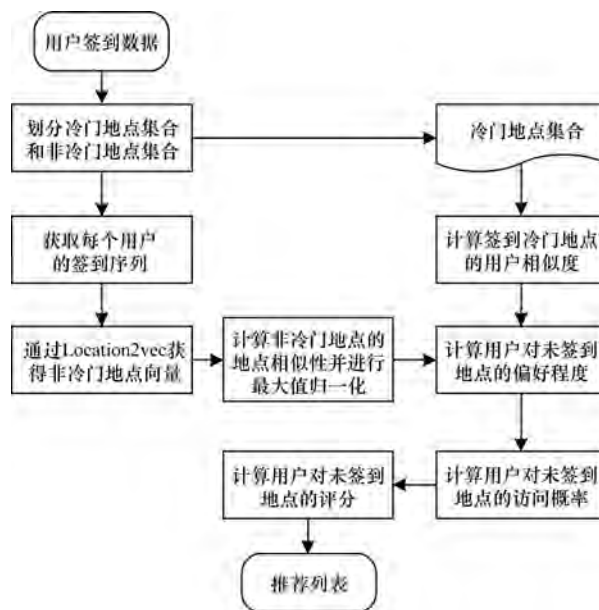 用户签到数据
划分冷门地点集合
和非冷门地点集合
冷门地点集合
获取每个用户
的签到序列
计算签到冷门地点
的用户相似度
通过Location2vec获
得非冷门地点向量
计算非冷门地点的
地点相似性并进行
最大值归一化
计算用户对未签到
地点的偏好程度
计算用户对未签到
地点的访问概率
计算用户对未签到
地点的评分
推荐列表